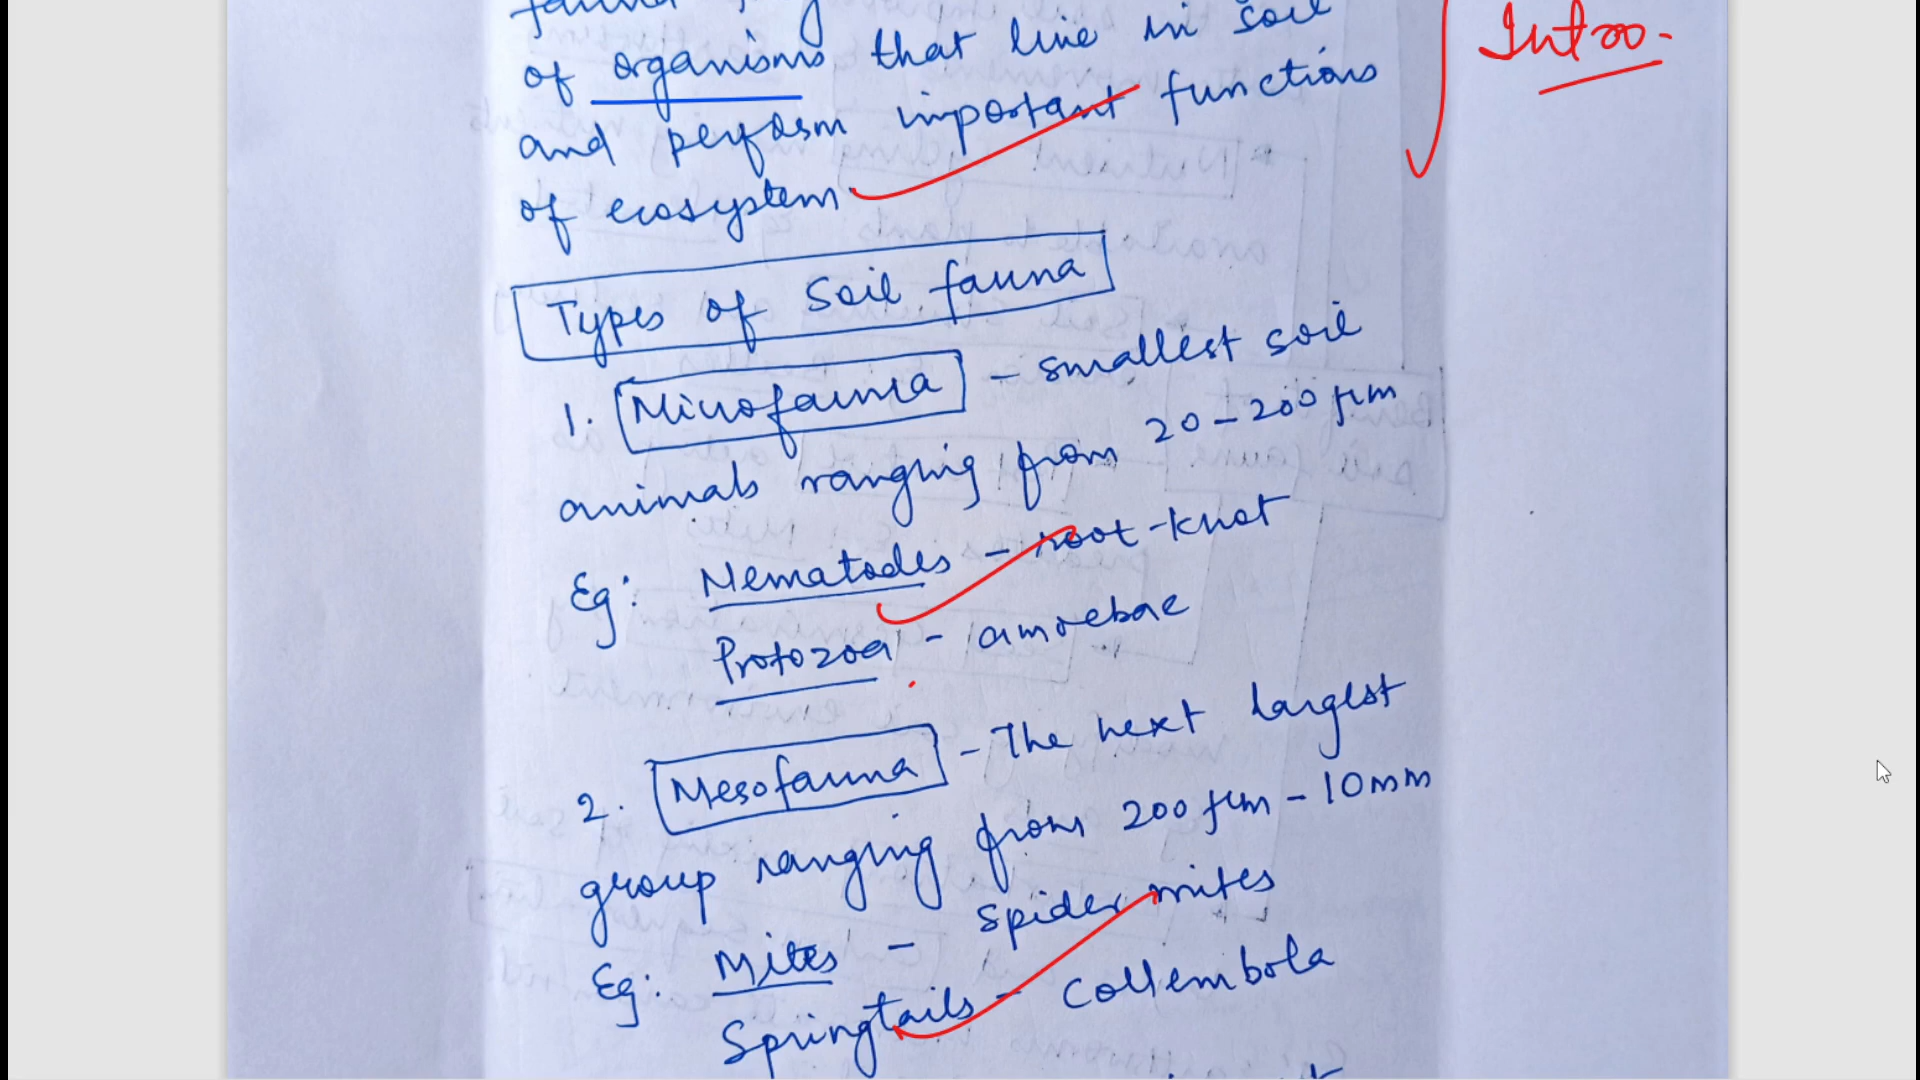 of organisms that live in soil
Intro.
and perform important functions
of ecosystem
Types of Soil fauna
1. Microfauna - smallest soil
animals ranging from 20-200 µm
Eg: Nematodes - root-knot
Protozoa - amoebae
2. Mesofauna - The next largest
group ranging from 200 µm - 10mm
Eg: Mites - spider mites
Springtails - Collembola